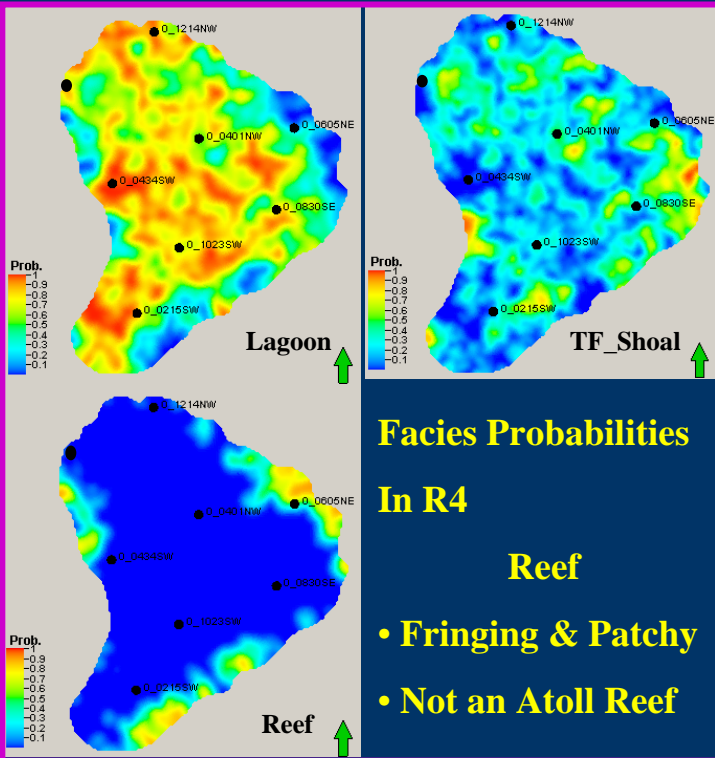 0_1214NW
0_0605NE
0_0401NW
0_0434SW
0_0830SE
0_1023SW
0_0215SW
Prob.
1
0.9
0.8
0.7
0.6
0.5
0.4
0.3
0.2
0.1
Lagoon
0_1214NW
0_0605NE
0_0401NW
0_0434SW
0_0830SE
0_1023SW
0_0215SW
Prob.
1
0.9
0.8
0.7
0.6
0.5
0.4
0.3
0.2
0.1
TF_Shoal
0_1214NW
0_0605NE
0_0401NW
0_0434SW
0_0830SE
0_1023SW
0_0215SW
Prob.
1
0.9
0.8
0.7
0.6
0.5
0.4
0.3
0.2
0.1
Reef
Facies Probabilities
In R4
Reef
• Fringing & Patchy
• Not an Atoll Reef